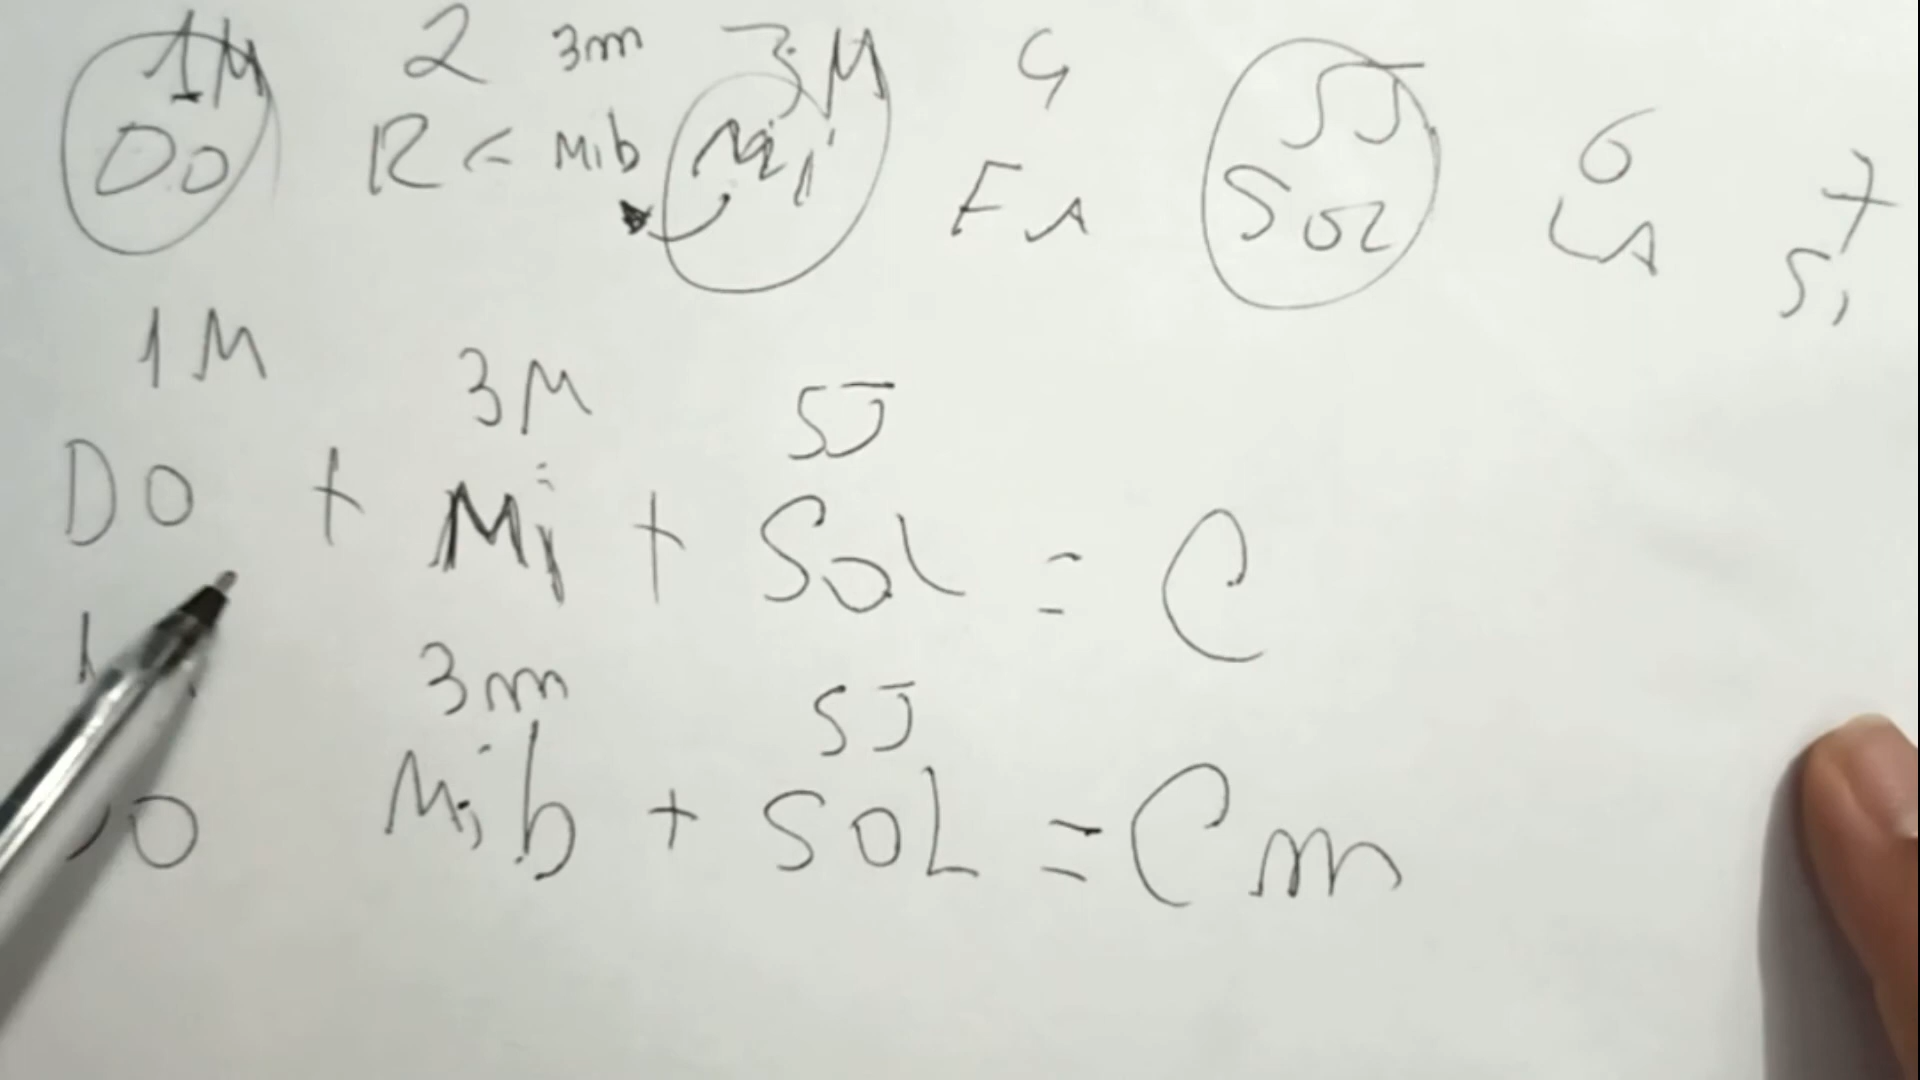 1M 2 3m 3M 4 5J 6 7
Do Re Mib Mi FA SOL LA Si
1M 3M 5J
DO + Mi + SOL = C
3m 5J
Mib + SOL = Cm